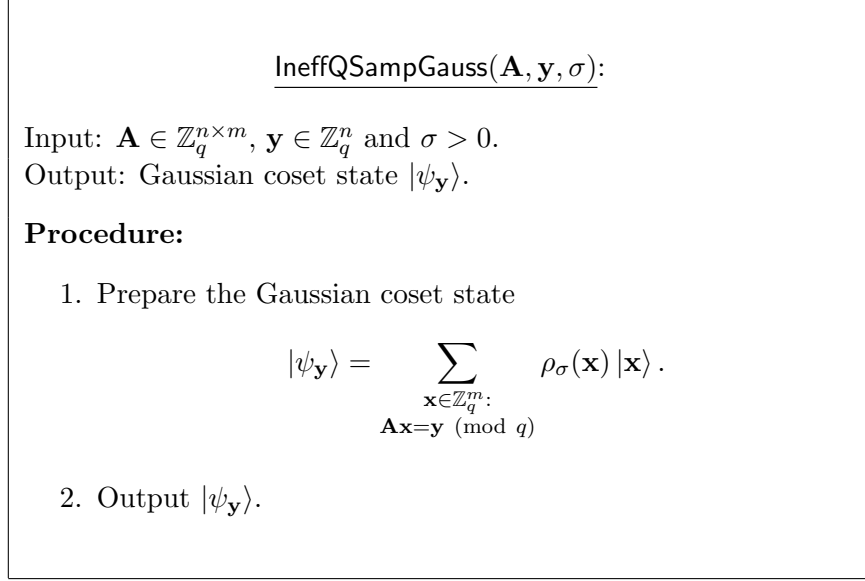 IneffQSampGauss(𝐀, 𝐲, σ):
Input: 𝐀 ∈ ℤ_q^{n×m}, 𝐲 ∈ ℤ_q^n and σ > 0.
Output: Gaussian coset state |ψ_𝐲⟩.
Procedure:
1. Prepare the Gaussian coset state
|ψ_𝐲⟩ = ∑_{𝐱∈ℤ_q^m: 𝐀𝐱=𝐲 (mod q)} ρ_σ(𝐱) |𝐱⟩ .
2. Output |ψ_𝐲⟩.